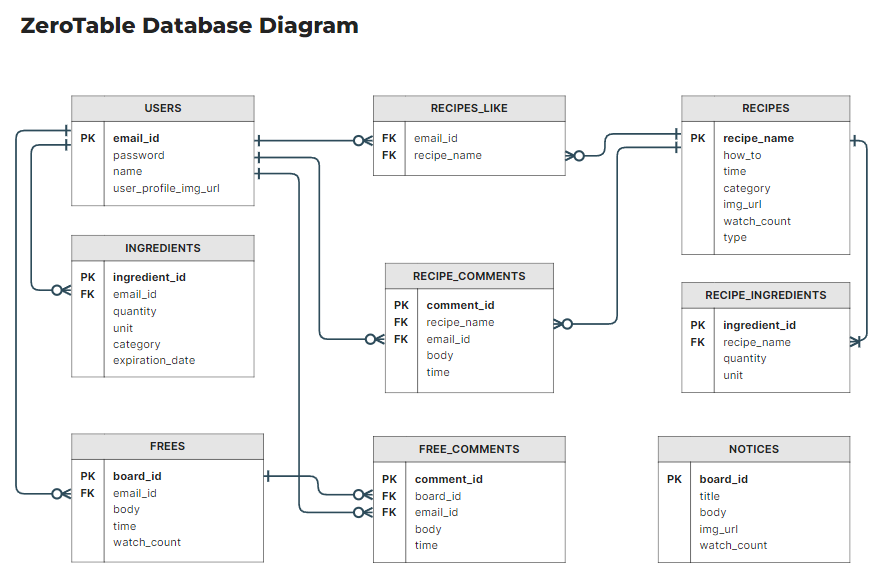 ZeroTable Database Diagram
USERS
PK email_id
password
name
user_profile_img_url
RECIPES_LIKE
FK email_id
FK recipe_name
RECIPES
PK recipe_name
how_to
time
category
img_url
watch_count
type
INGREDIENTS
PK ingredient_id
FK email_id
quantity
unit
category
expiration_date
RECIPE_COMMENTS
PK comment_id
FK recipe_name
FK email_id
body
time
RECIPE_INGREDIENTS
PK ingredient_id
FK recipe_name
quantity
unit
FREES
PK board_id
FK email_id
body
time
watch_count
FREE_COMMENTS
PK comment_id
FK board_id
FK email_id
body
time
NOTICES
PK board_id
title
body
img_url
watch_count